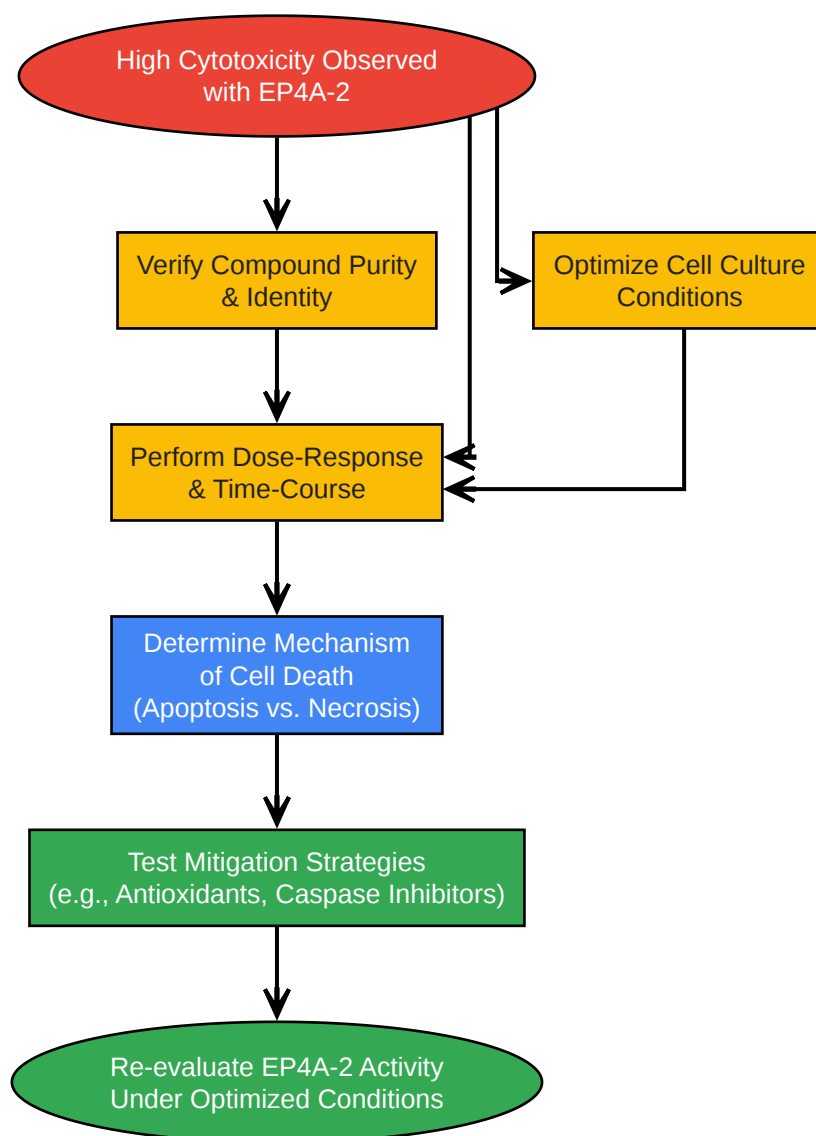 High Cytotoxicity Observed
with EP4A-2
Verify Compound Purity
& Identity
Optimize Cell Culture
Conditions
Perform Dose-Response
& Time-Course
Determine Mechanism
of Cell Death
(Apoptosis vs. Necrosis)
Test Mitigation Strategies
(e.g., Antioxidants, Caspase Inhibitors)
Re-evaluate EP4A-2 Activity
Under Optimized Conditions